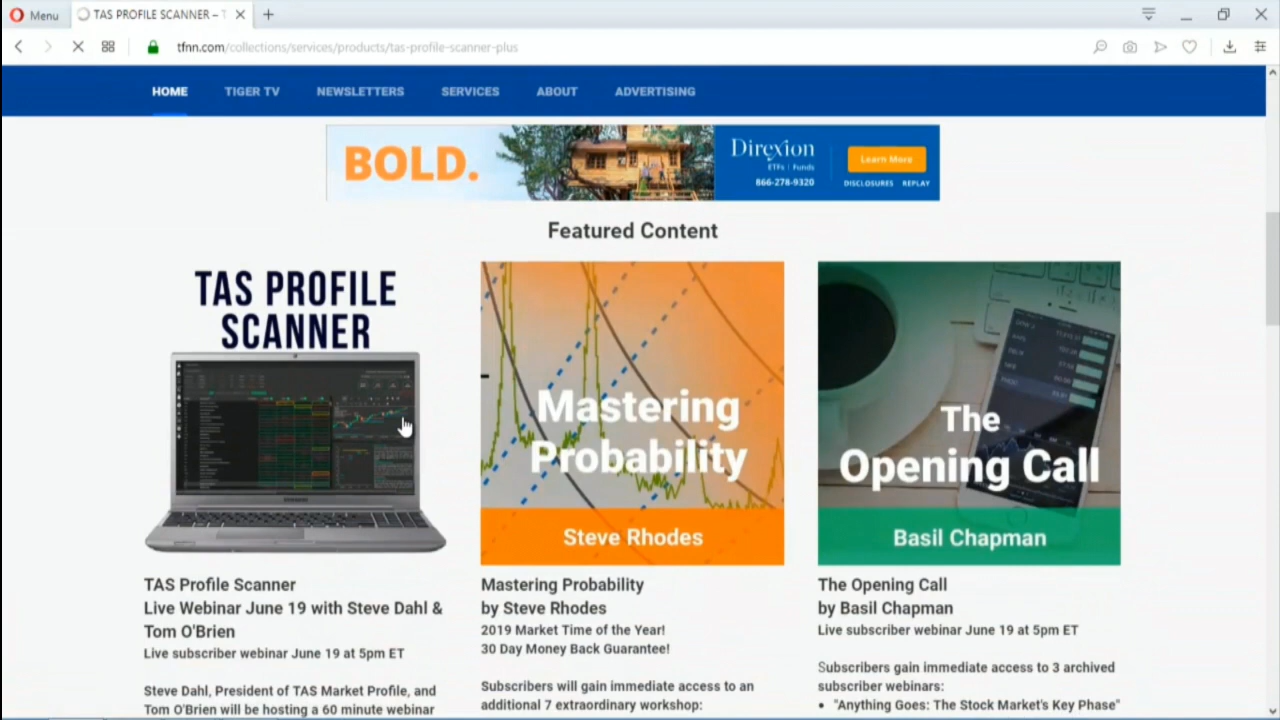 Menu
TAS PROFILE SCANNER – T
tfnn.com/collections/services/products/tas-profile-scanner-plus
HOME TIGER TV NEWSLETTERS SERVICES ABOUT ADVERTISING
BOLD.
Direxion
ETFs | Funds
866-278-9320
Learn More
DISCLOSURES REPLAY
Featured Content
TAS PROFILE
SCANNER
Mastering
Probability
Steve Rhodes
The
Opening Call
Basil Chapman
TAS Profile Scanner
Live Webinar June 19 with Steve Dahl &
Tom O'Brien
Live subscriber webinar June 19 at 5pm ET
Steve Dahl, President of TAS Market Profile, and
Tom O'Brien will be hosting a 60 minute webinar
Mastering Probability
by Steve Rhodes
2019 Market Time of the Year!
30 Day Money Back Guarantee!
Subscribers will gain immediate access to an
additional 7 extraordinary workshop:
The Opening Call
by Basil Chapman
Live subscriber webinar June 19 at 5pm ET
Subscribers gain immediate access to 3 archived
subscriber webinars:
• "Anything Goes: The Stock Market's Key Phase"